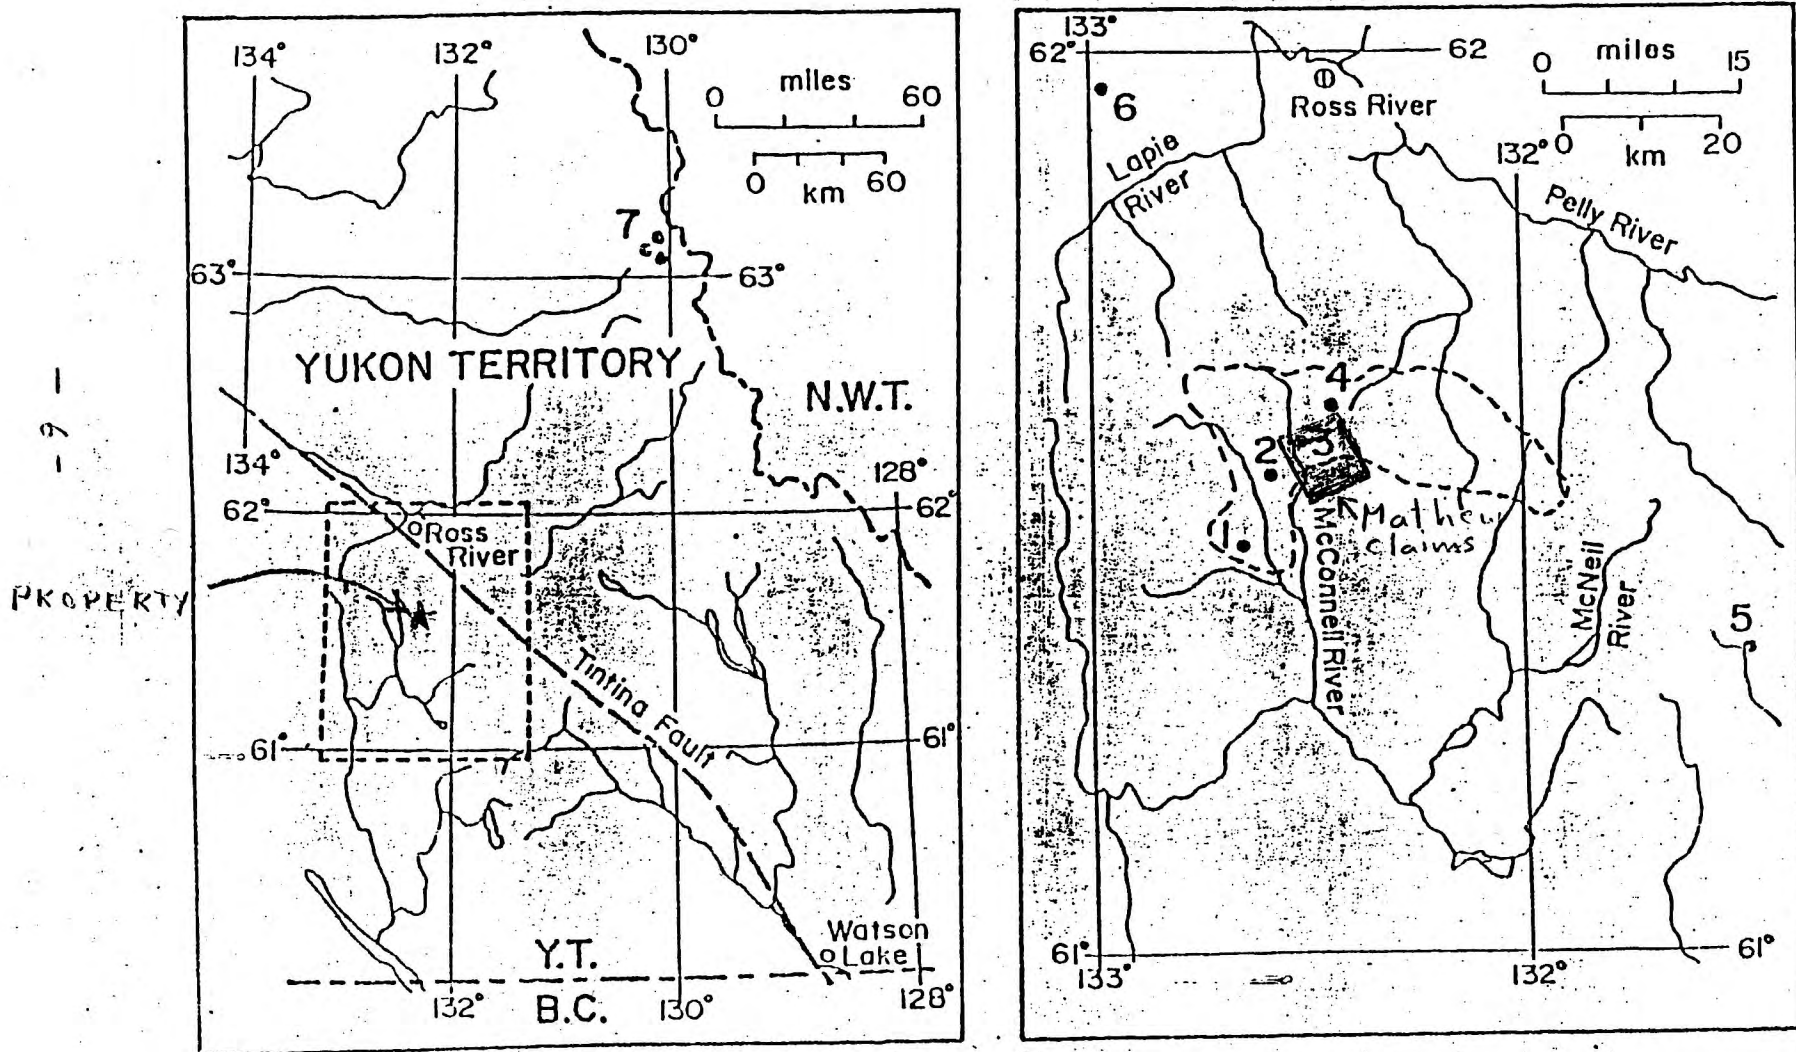 - 9 -
PROPERTY
134°
132°
130°
miles
0
60
0
60
km
7
63°
63°
YUKON TERRITORY
N.W.T.
134°
128°
62°
62°
Ross
River
Tintina Fault
61°
61°
Watson
Lake
Y.T.
B.C.
132°
130°
128°
133°
62°
62
miles
0
15
0
20
km
6
Ross River
Lapie
River
132°
Pelly River
4
2
3
1
Mathew
claims
McConnell River
McNeil
River
5
61°
61°
133°
132°